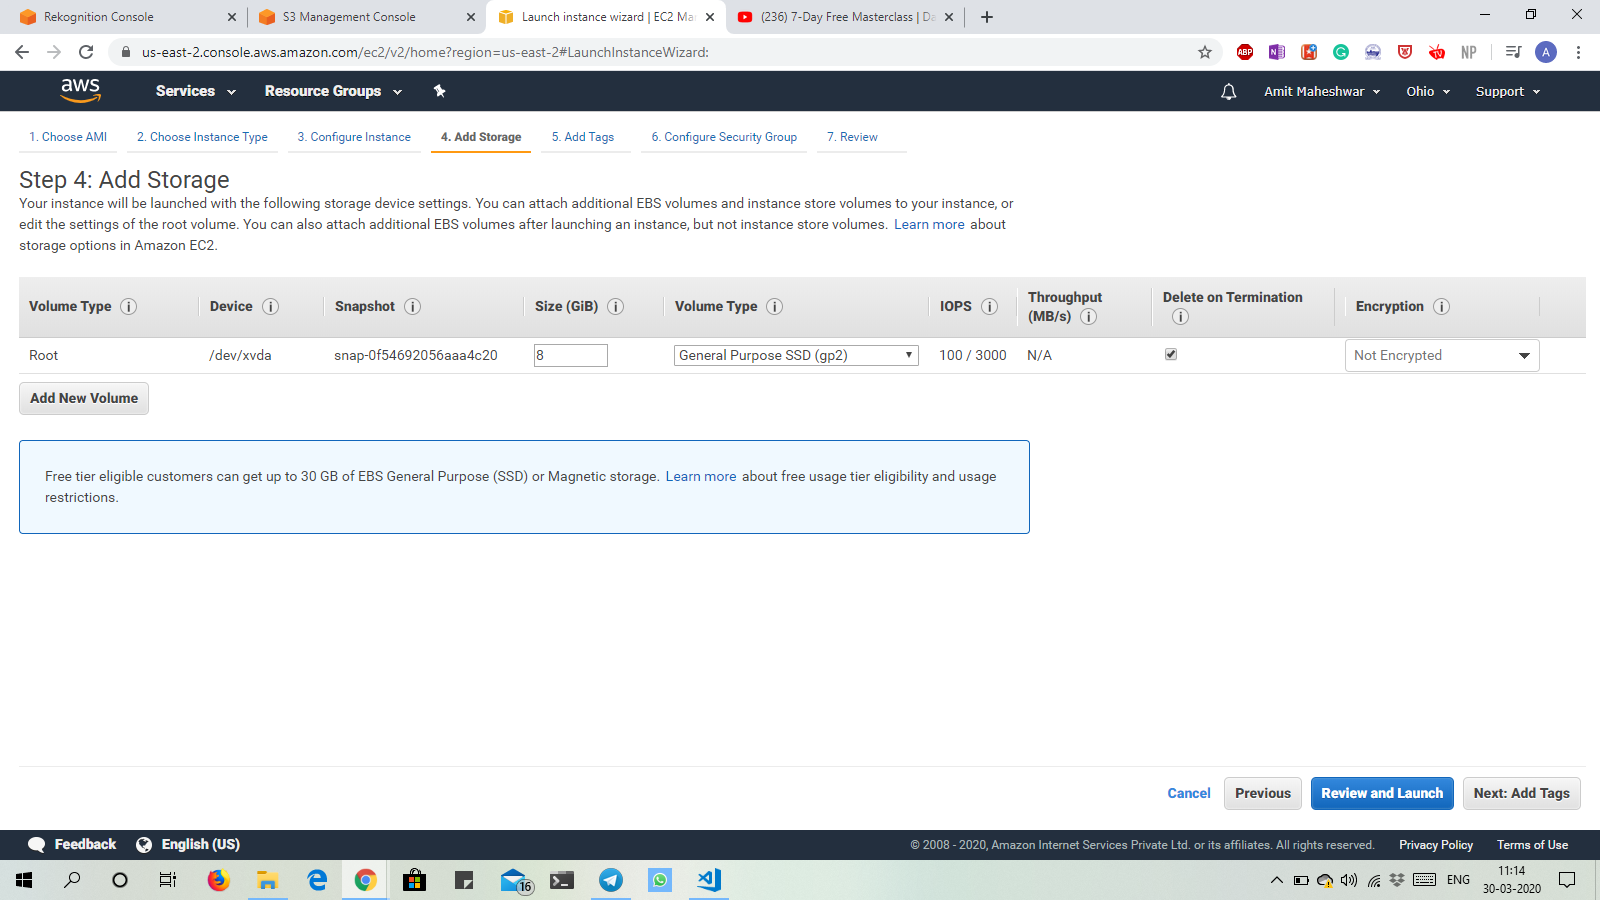 Rekognition Console
S3 Management Console
Launch instance wizard | EC2 Ma
(236) 7-Day Free Masterclass | Da
us-east-2.console.aws.amazon.com/ec2/v2/home?region=us-east-2#LaunchInstanceWizard:
ABP
N
G
TV
NP
A
aws
Services
Resource Groups
Amit Maheshwar
Ohio
Support
1. Choose AMI
2. Choose Instance Type
3. Configure Instance
4. Add Storage
5. Add Tags
6. Configure Security Group
7. Review
Step 4: Add Storage
Your instance will be launched with the following storage device settings. You can attach additional EBS volumes and instance store volumes to your instance, or
edit the settings of the root volume. You can also attach additional EBS volumes after launching an instance, but not instance store volumes. Learn more about
storage options in Amazon EC2.
Volume Type i
Device i
Snapshot i
Size (GiB) i
Volume Type i
IOPS i
Throughput
(MB/s) i
Delete on Termination
i
Encryption i
Root
/dev/xvda
snap-0f54692056aaa4c20
8
General Purpose SSD (gp2)
100 / 3000
N/A
Not Encrypted
Add New Volume
Free tier eligible customers can get up to 30 GB of EBS General Purpose (SSD) or Magnetic storage. Learn more about free usage tier eligibility and usage
restrictions.
Cancel
Previous
Review and Launch
Next: Add Tags
Feedback
English (US)
© 2008 - 2020, Amazon Internet Services Private Ltd. or its affiliates. All rights reserved.
Privacy Policy
Terms of Use
16
ENG
11:14
30-03-2020